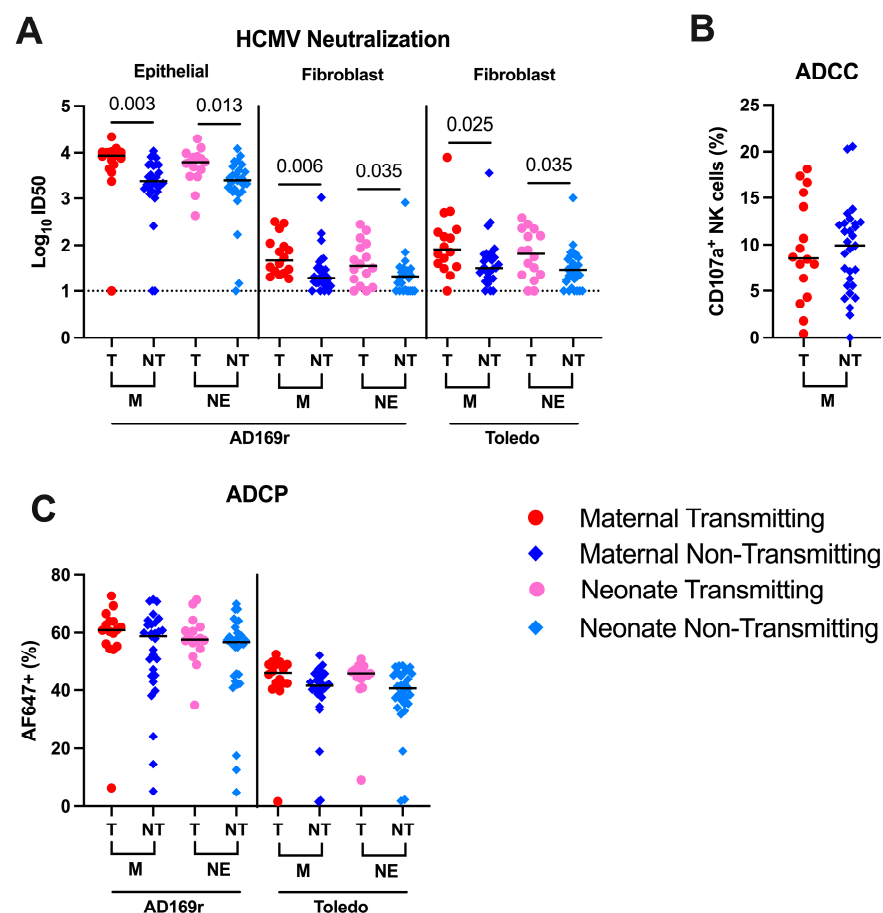 A
HCMV Neutralization
Epithelial Fibroblast Fibroblast
0.003 0.013 0.006 0.035 0.025 0.035
Log10 ID50
5
4
3
2
1
0
T NT T NT T NT T NT T NT T NT
M NE M NE M NE
AD169r Toledo
B
ADCC
CD107a+ NK cells (%)
25
20
15
10
5
0
T NT
M
C
ADCP
AF647+ (%)
80
60
40
20
0
T NT T NT T NT T NT
M NE M NE
AD169r Toledo
Maternal Transmitting
Maternal Non-Transmitting
Neonate Transmitting
Neonate Non-Transmitting